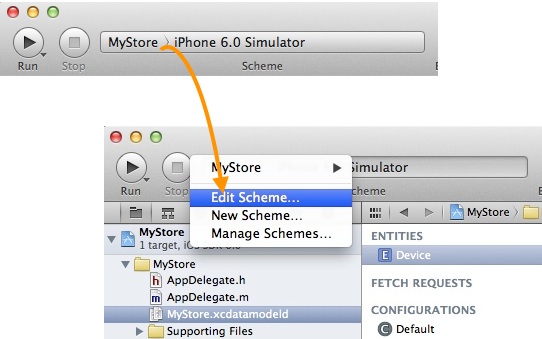 MyStore iPhone 6.0 Simulator
Run Stop Scheme
MyStore Simulator
Run Stop cheme
Edit Scheme...
New Scheme...
Manage Schemes...
MyStore
1 target, iOS SDK 6.0
MyStore
AppDelegate.h
AppDelegate.m
MyStore.xcdatamodeld
Supporting Files
MyStore
ENTITIES
E Device
FETCH REQUESTS
CONFIGURATIONS
C Default